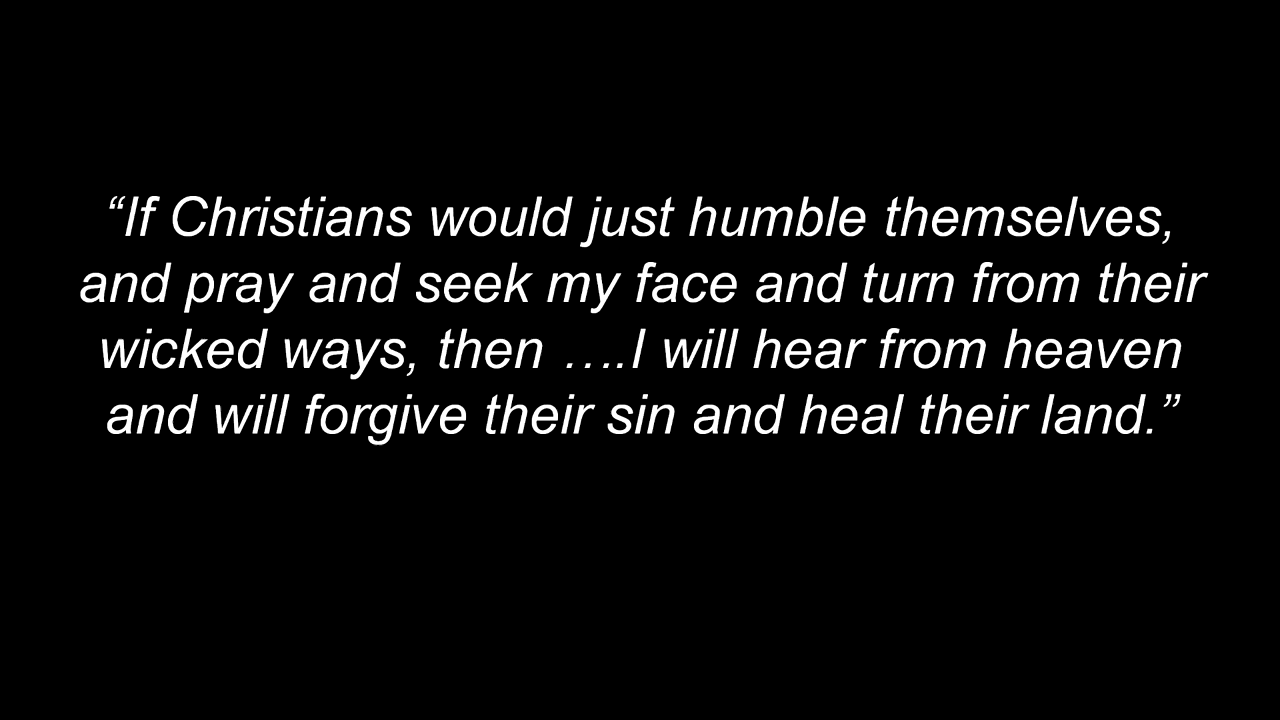 “If Christians would just humble themselves,
and pray and seek my face and turn from their
wicked ways, then ….I will hear from heaven
and will forgive their sin and heal their land.”